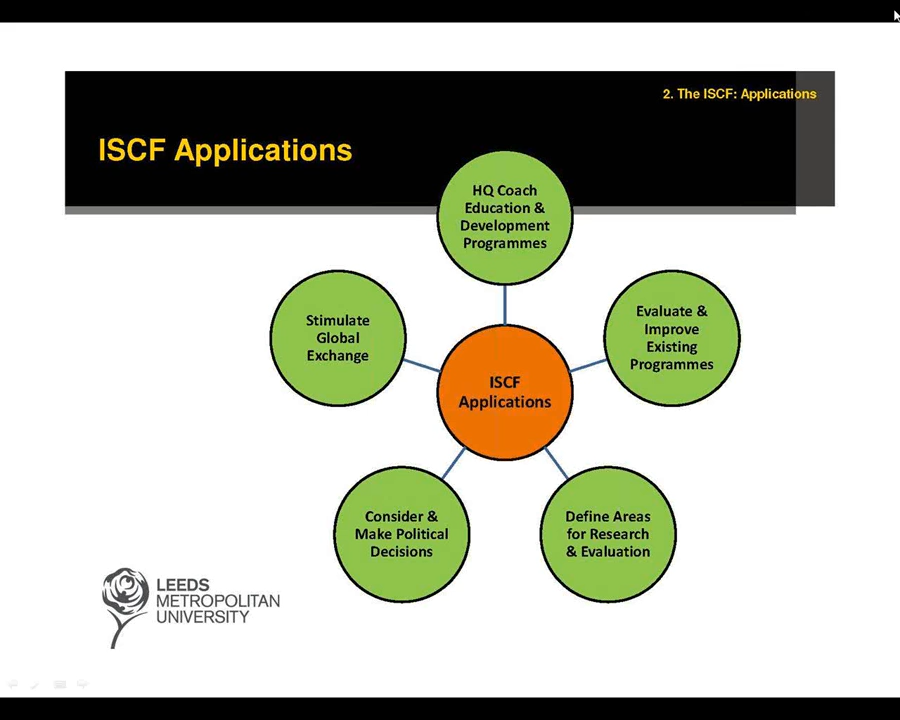 2. The ISCF: Applications
ISCF Applications
HQ Coach
Education &
Development
Programmes
Evaluate &
Improve
Existing
Programmes
Define Areas
for Research
& Evaluation
Consider &
Make Political
Decisions
Stimulate
Global
Exchange
ISCF
Applications
LEEDS
METROPOLITAN
UNIVERSITY